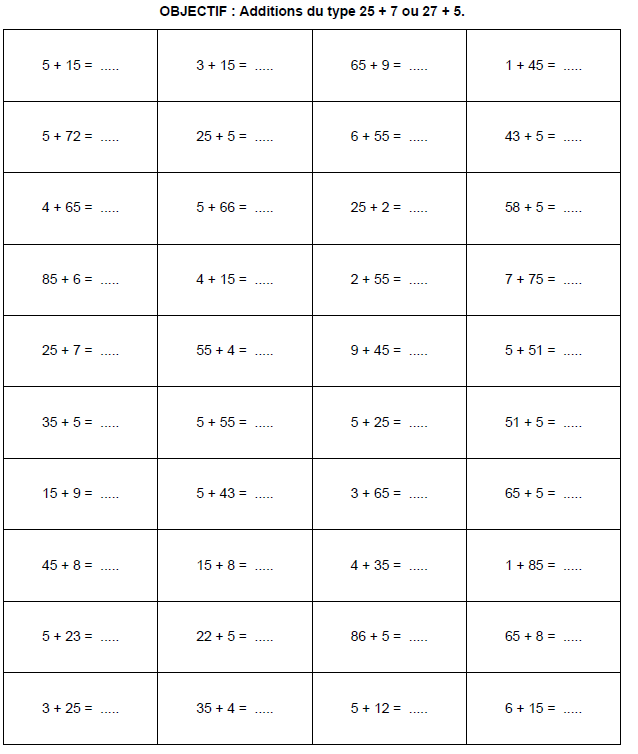 OBJECTIF : Additions du type 25 + 7 ou 27 + 5.
5 + 15 = ..... 3 + 15 = ..... 65 + 9 = ..... 1 + 45 = .....
5 + 72 = ..... 25 + 5 = ..... 6 + 55 = ..... 43 + 5 = .....
4 + 65 = ..... 5 + 66 = ..... 25 + 2 = ..... 58 + 5 = .....
85 + 6 = ..... 4 + 15 = ..... 2 + 55 = ..... 7 + 75 = .....
25 + 7 = ..... 55 + 4 = ..... 9 + 45 = ..... 5 + 51 = .....
35 + 5 = ..... 5 + 55 = ..... 5 + 25 = ..... 51 + 5 = .....
15 + 9 = ..... 5 + 43 = ..... 3 + 65 = ..... 65 + 5 = .....
45 + 8 = ..... 15 + 8 = ..... 4 + 35 = ..... 1 + 85 = .....
5 + 23 = ..... 22 + 5 = ..... 86 + 5 = ..... 65 + 8 = .....
3 + 25 = ..... 35 + 4 = ..... 5 + 12 = ..... 6 + 15 = .....